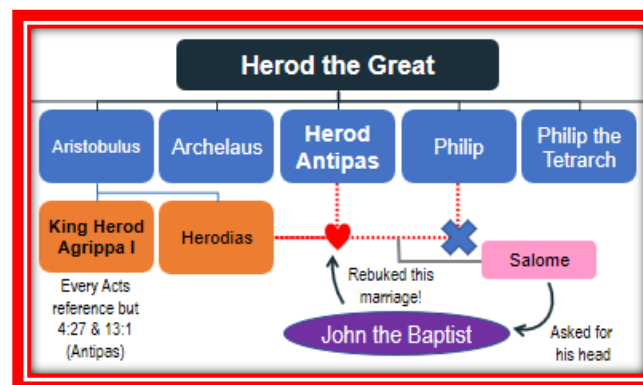 Herod the Great
Aristobulus
Archelaus
Herod
Antipas
Philip
Philip the
Tetrarch
King Herod
Agrippa I
Herodias
Salome
Every Acts
reference but
4:27 & 13:1
(Antipas)
Rebuked this
marriage!
John the Baptist
Asked for
his head